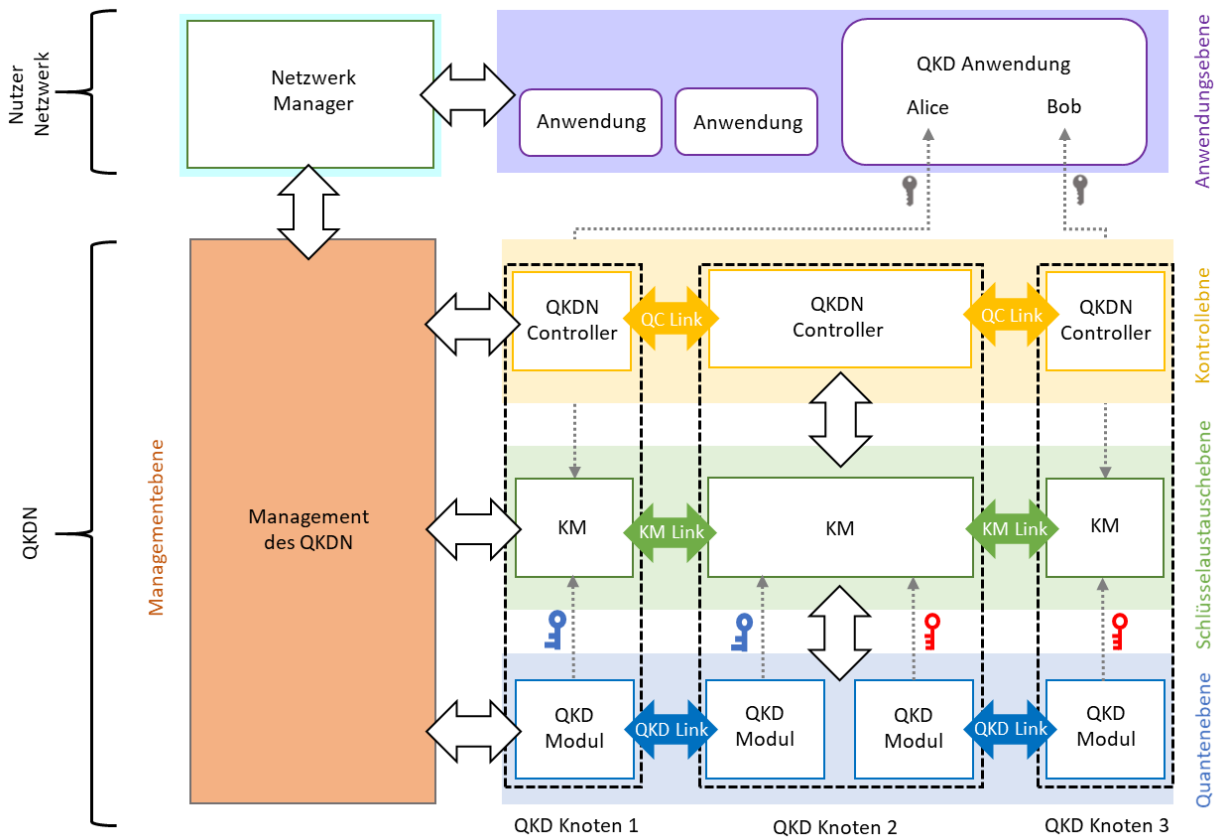 Nutzer
Netzwerk
Netzwerk
Manager
Anwendung
Anwendung
QKD Anwendung
Alice
Bob
Anwendungsebene
QKDN
Managementebene
Management
des QKDN
QKDN
Controller
QC Link
QKDN
Controller
QC Link
QKDN
Controller
Kontrollebne
KM
KM Link
KM
KM Link
KM
Schlüsselaustauschebene
QKD
Modul
QKD Link
QKD
Modul
QKD
Modul
QKD Link
QKD
Modul
Quantenebene
QKD Knoten 1
QKD Knoten 2
QKD Knoten 3